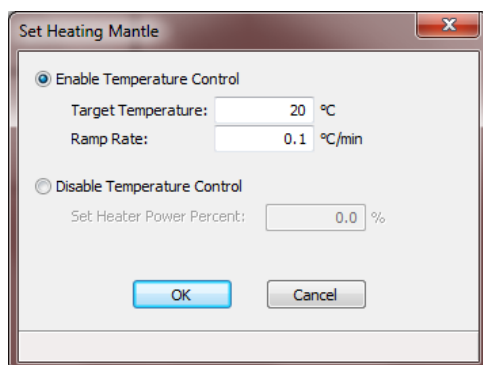 Set Heating Mantle
Enable Temperature Control
Target Temperature: 20 °C
Ramp Rate: 0.1 °C/min
Disable Temperature Control
Set Heater Power Percent: 0.0 %
OK Cancel